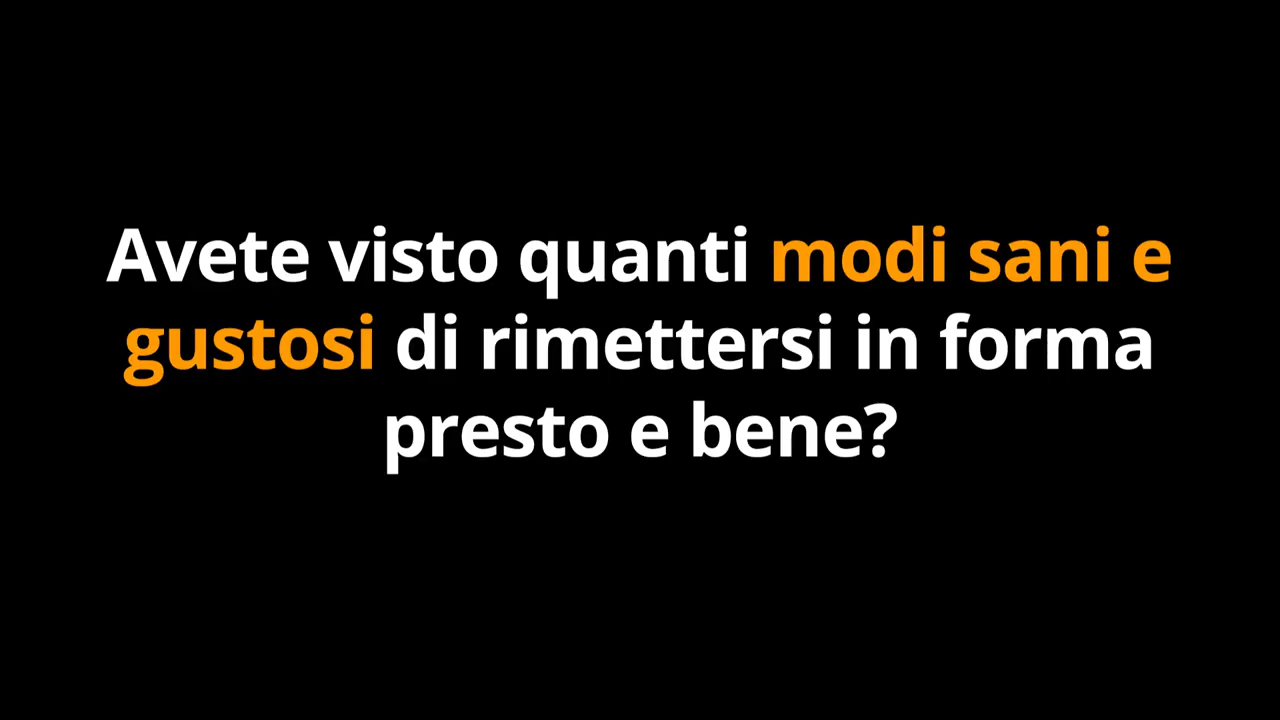 Avete visto quanti modi sani e
gustosi di rimettersi in forma
presto e bene?